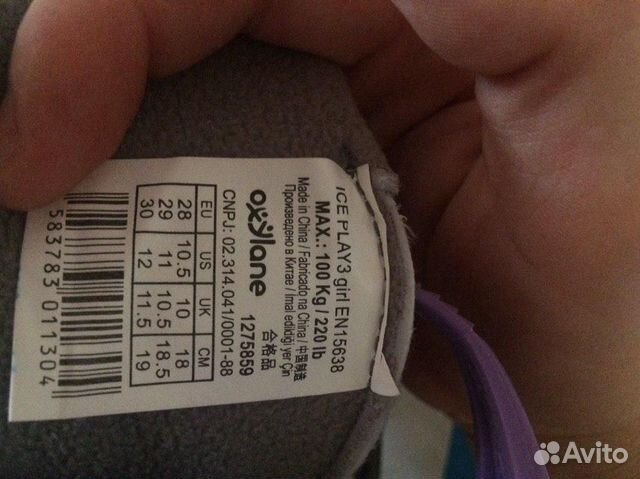 ICE PLAY3 girl EN15638
MAX.: 100 Kg / 220 lb
Made in China / Fabricado na China / 中国制造
Произведено в Китае / Imal edildigi yer Çin
oxylane 1275859
合格品
CNPJ: 02.314.041/0001-88
EU US UK CM
28 10.5 10 18
29 11 10.5 18.5
30 12 11.5 19
583783 011304
Avito